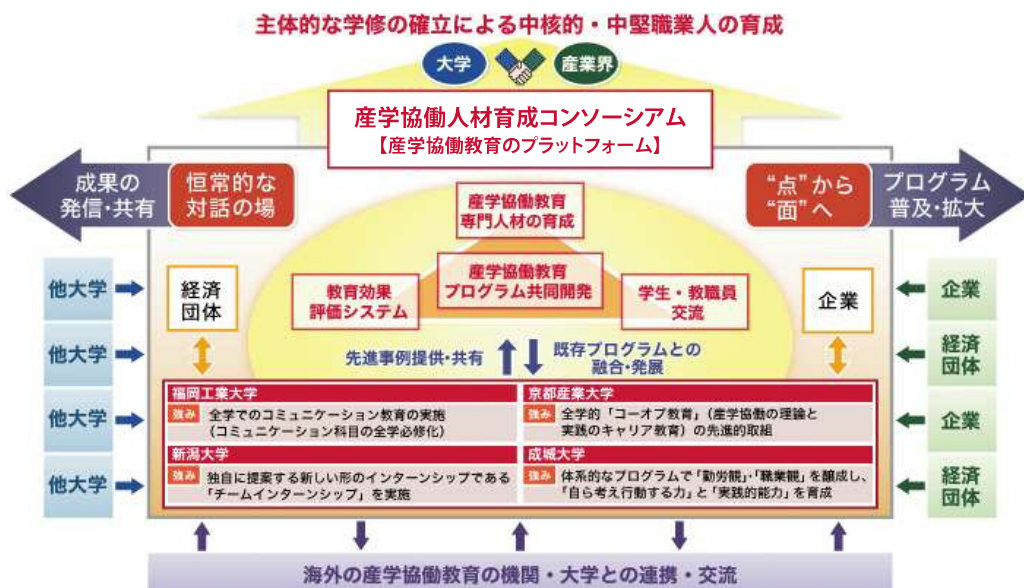 主体的な学修の確立による中核的・中堅職業人の育成
大学
産業界
産学協働人材育成コンソーシアム
【産学協働教育のプラットフォーム】
成果の
発信・共有
恒常的な
対話の場
“点”から
“面”へ
プログラム
普及・拡大
産学協働教育
専門人材の育成
産学協働教育
プログラム共同開発
教育効果
評価システム
学生・教職員
交流
経済
団体
企業
他大学
他大学
他大学
他大学
企業
経済
団体
企業
経済
団体
先進事例提供・共有
既存プログラムとの
融合・発展
福岡工業大学
強み 全学でのコミュニケーション教育の実施
(コミュニケーション科目の全学必修化)
京都産業大学
強み 全学的「コーオプ教育」(産学協働の理論と
実践のキャリア教育)の先進的取組
新潟大学
強み 独自に提案する新しい形のインターンシップである
「チームインターンシップ」を実施
成城大学
強み 体系的なプログラムで「勤労観」・「職業観」を醸成し、
「自ら考え行動する力」と「実践的能力」を育成
海外の産学協働教育の機関・大学との連携・交流